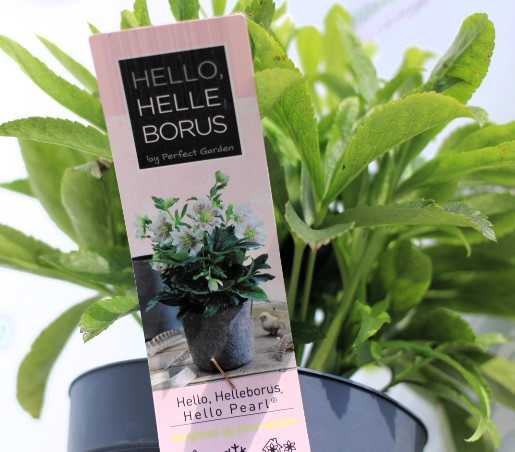 HELLO,
HELLE
BORUS
by Perfect Garden
Hello, Helleborus,
Hello Pearl®